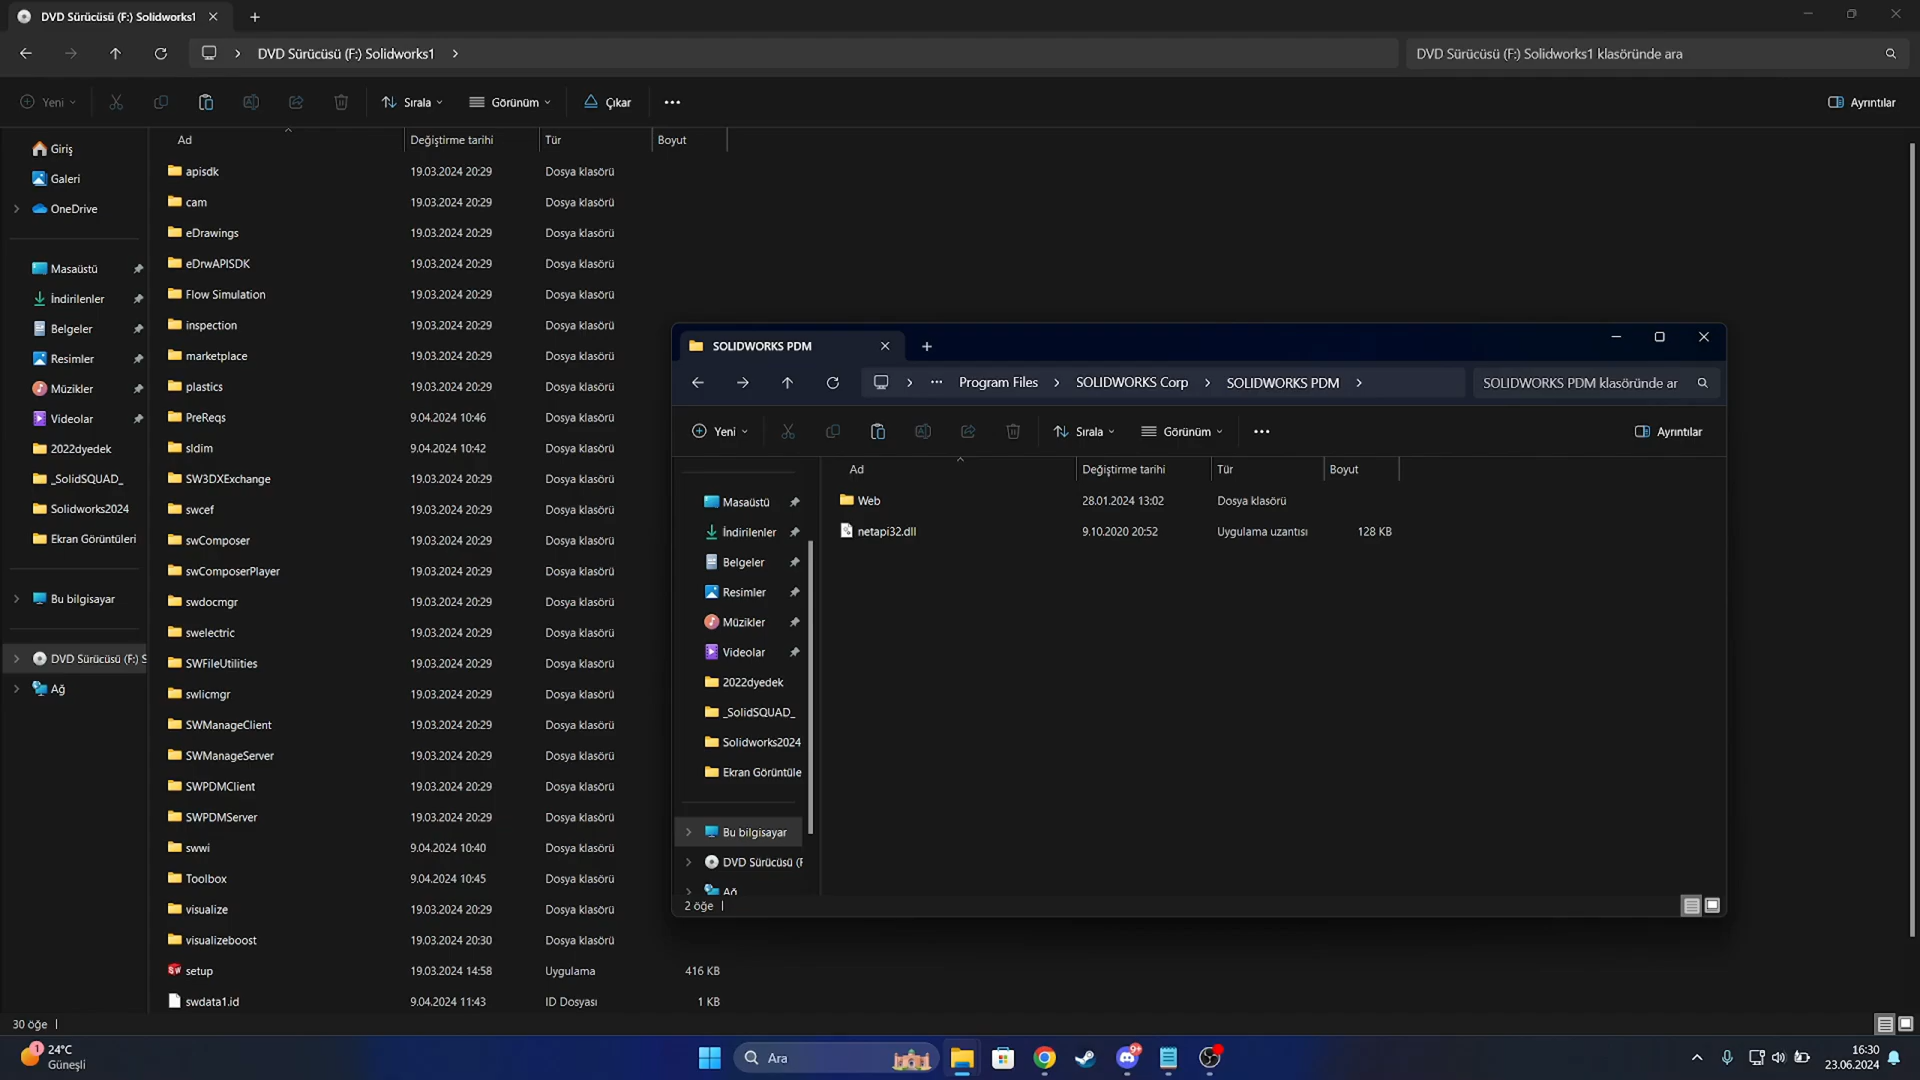 DVD Sürücüsü (F:) Solidworks1
DVD Sürücüsü (F:) Solidworks1
DVD Sürücüsü (F:) Solidworks1 klasöründe ara
Yeni
Sırala
Görünüm
Çıkar
Ayrıntılar
Ad Değiştirme tarihi Tür Boyut
Giriş
Galeri
OneDrive
Masaüstü
İndirilenler
Belgeler
Resimler
Müzikler
Videolar
2022dyedek
_SolidSQUAD_
Solidworks2024
Ekran Görüntüleri
Bu bilgisayar
DVD Sürücüsü (F:) S
Ağ
apisdk 19.03.2024 20:29 Dosya klasörü
cam 19.03.2024 20:29 Dosya klasörü
eDrawings 19.03.2024 20:29 Dosya klasörü
eDrwAPISDK 19.03.2024 20:29 Dosya klasörü
Flow Simulation 19.03.2024 20:29 Dosya klasörü
inspection 19.03.2024 20:29 Dosya klasörü
marketplace 19.03.2024 20:29 Dosya klasörü
plastics 19.03.2024 20:29 Dosya klasörü
PreReqs 9.04.2024 10:46 Dosya klasörü
sldim 9.04.2024 10:42 Dosya klasörü
SW3DXExchange 19.03.2024 20:29 Dosya klasörü
swcef 19.03.2024 20:29 Dosya klasörü
swComposer 19.03.2024 20:29 Dosya klasörü
swComposerPlayer 19.03.2024 20:29 Dosya klasörü
swdocmgr 19.03.2024 20:29 Dosya klasörü
swelectric 19.03.2024 20:29 Dosya klasörü
SWFileUtilities 19.03.2024 20:29 Dosya klasörü
swlicmgr 19.03.2024 20:29 Dosya klasörü
SWManageClient 19.03.2024 20:29 Dosya klasörü
SWManageServer 19.03.2024 20:29 Dosya klasörü
SWPDMClient 19.03.2024 20:29 Dosya klasörü
SWPDMServer 19.03.2024 20:29 Dosya klasörü
swwi 9.04.2024 10:40 Dosya klasörü
Toolbox 9.04.2024 10:45 Dosya klasörü
visualize 19.03.2024 20:29 Dosya klasörü
visualizeboost 19.03.2024 20:30 Dosya klasörü
setup 19.03.2024 14:58 Uygulama 416 KB
swdata1.id 9.04.2024 11:43 ID Dosyası 1 KB
30 öğe
SOLIDWORKS PDM
Program Files SOLIDWORKS Corp SOLIDWORKS PDM
SOLIDWORKS PDM klasöründe ar
Yeni
Sırala
Görünüm
Ayrıntılar
Ad Değiştirme tarihi Tür Boyut
Masaüstü
İndirilenler
Belgeler
Resimler
Müzikler
Videolar
2022dyedek
_SolidSQUAD_
Solidworks2024
Ekran Görüntüle
Bu bilgisayar
DVD Sürücüsü (F
Ağ
Web 28.01.2024 13:02 Dosya klasörü
netapi32.dll 9.10.2020 20:52 Uygulama uzantısı 128 KB
2 öğe
1
24°C
Güneşli
Ara
9+
16:30
23.06.2024